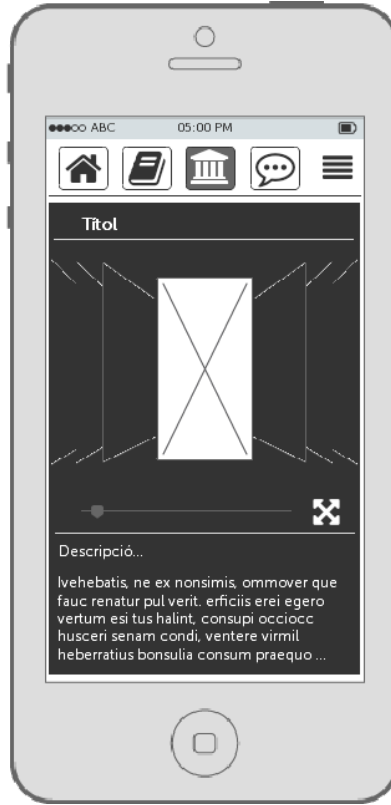 ABC 05:00 PM
Títol
Descripció...
Ivehebatis, ne ex nonsimis, ommover que
fauc renatur pul verit. erficiis erei egero
vertum esi tus halint, consupi occiocc
husceri senam condi, ventere virmil
heberratius bonsulia consum praequo ...